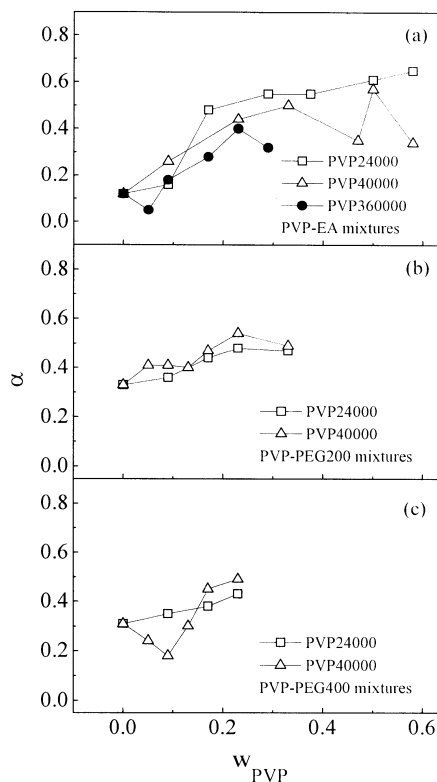 (a)
0.8
0.6
0.4
0.2
0.0
PVP24000
PVP40000
PVP360000
PVP-EA mixtures
(b)
0.8
0.6
0.4
0.2
0.0
PVP24000
PVP40000
PVP-PEG200 mixtures
α
(c)
0.8
0.6
0.4
0.2
0.0
PVP24000
PVP40000
PVP-PEG400 mixtures
0.0 0.2 0.4 0.6
wPVP